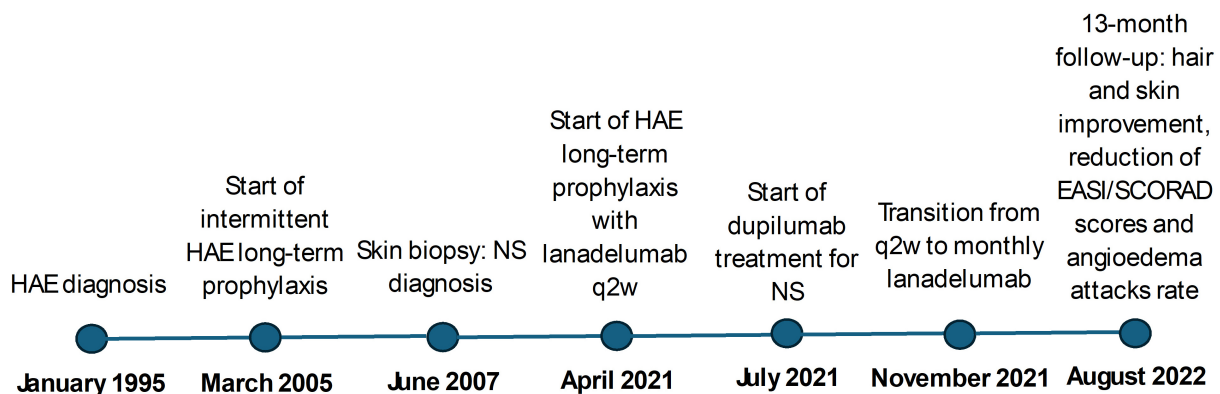 HAE diagnosis
January 1995
Start of
intermittent
HAE long-term
prophylaxis
March 2005
Skin biopsy: NS
diagnosis
June 2007
Start of HAE
long-term
prophylaxis
with
lanadelumab
q2w
April 2021
Start of
dupilumab
treatment for
NS
July 2021
Transition from
q2w to monthly
lanadelumab
November 2021
13-month
follow-up: hair
and skin
improvement,
reduction of
EASI/SCORAD
scores and
angioedema
attacks rate
August 2022